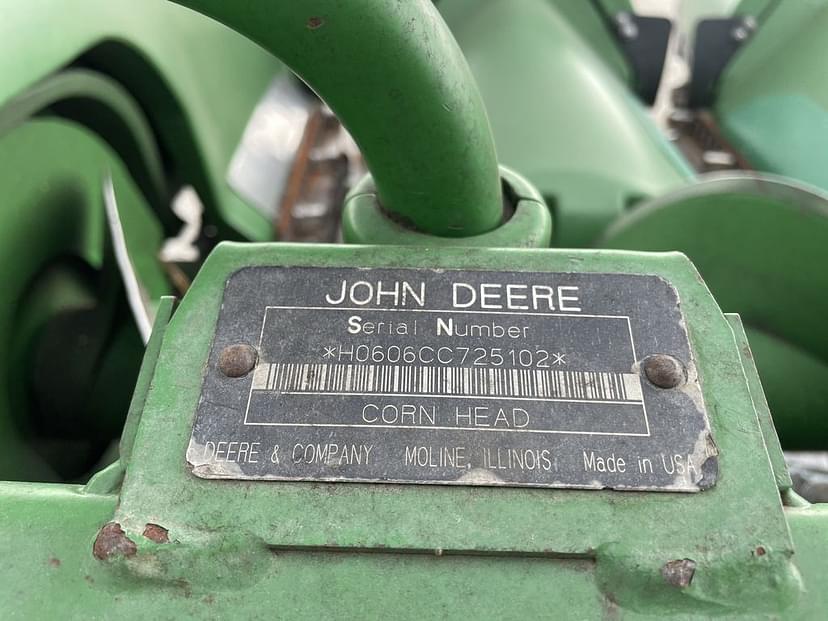 JOHN DEERE
Serial Number
*H0606CC725102*
CORN HEAD
DEERE & COMPANY MOLINE, ILLINOIS Made in USA